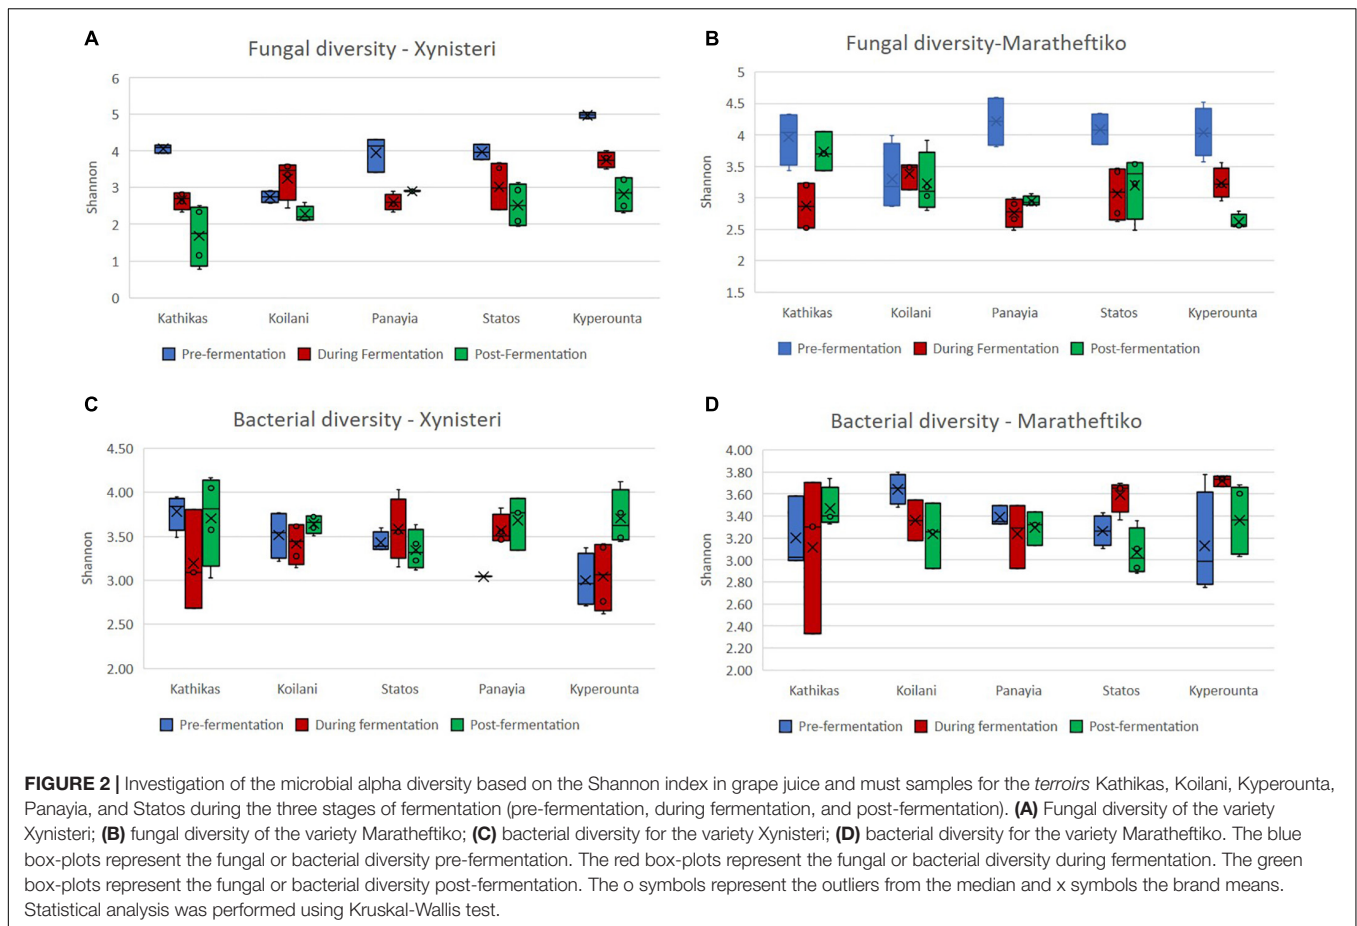 A
Fungal diversity - Xynisteri
Shannon
6
5
4
3
2
1
0
Kathikas Koilani Panayia Statos Kyperounta
Pre-fermentation During Fermentation Post-Fermentation
B
Fungal diversity-Maratheftiko
Shannon
5
4.5
4
3.5
3
2.5
2
1.5
Kathikas Koilani Panayia Statos Kyperounta
Pre-fermentation During Fermentation Post-fermentation
C
Bacterial diversity - Xynisteri
Shannon
4.50
4.00
3.50
3.00
2.50
2.00
Kathikas Koilani Statos Panayia Kyperounta
Pre-fermentation During fermentation Post-fermentation
D
Bacterial diversity - Maratheftiko
Shannon
4.00
3.80
3.60
3.40
3.20
3.00
2.80
2.60
2.40
2.20
2.00
Kathikas Koilani Panayia Statos Kyperounta
Pre-fermentation During fermentation Post-fermentation
FIGURE 2 | Investigation of the microbial alpha diversity based on the Shannon index in grape juice and must samples for the terroirs Kathikas, Koilani, Kyperounta,
Panayia, and Statos during the three stages of fermentation (pre-fermentation, during fermentation, and post-fermentation). (A) Fungal diversity of the variety
Xynisteri; (B) fungal diversity of the variety Maratheftiko; (C) bacterial diversity for the variety Xynisteri; (D) bacterial diversity for the variety Maratheftiko. The blue
box-plots represent the fungal or bacterial diversity pre-fermentation. The red box-plots represent the fungal or bacterial diversity during fermentation. The green
box-plots represent the fungal or bacterial diversity post-fermentation. The o symbols represent the outliers from the median and x symbols the brand means.
Statistical analysis was performed using Kruskal-Wallis test.